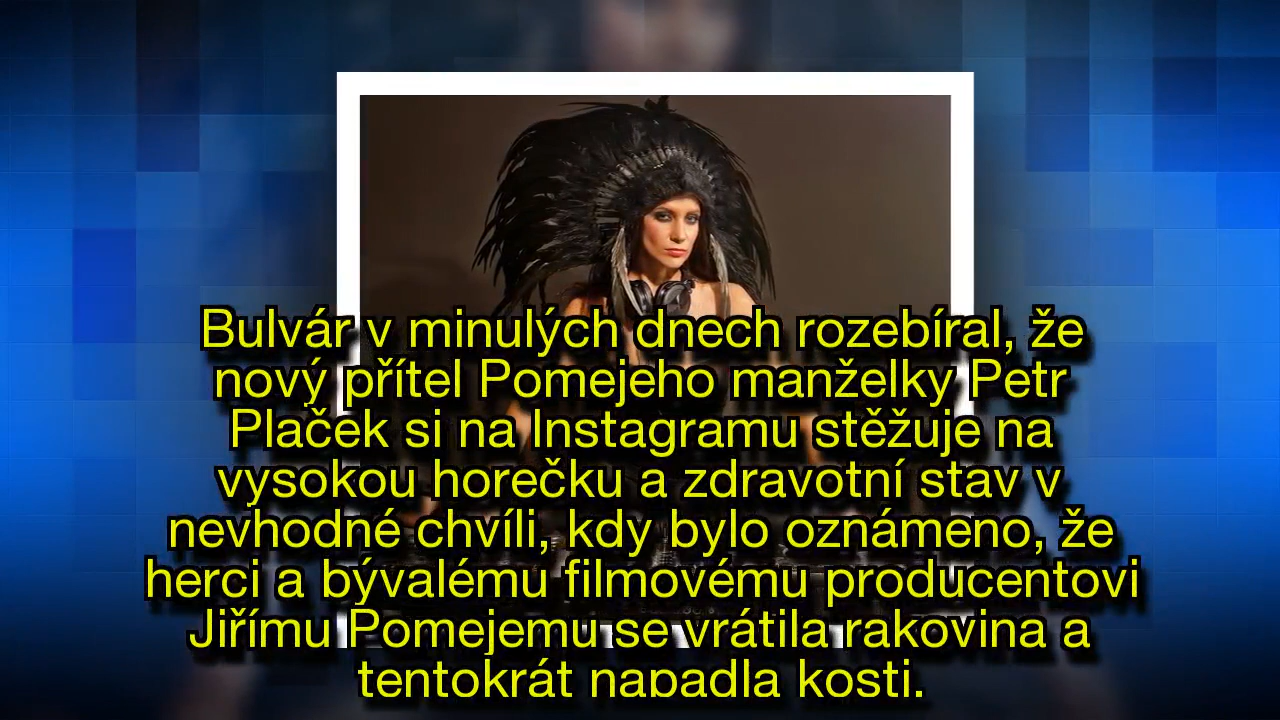 Bulvár v minulých dnech rozebíral, že
nový přítel Pomejeho manželky Petr
Plaček si na Instagramu stěžuje na
vysokou horečku a zdravotní stav v
nevhodné chvíli, kdy bylo oznámeno, že
herci a bývalému filmovému producentovi
Jiřímu Pomejemu se vrátila rakovina a
tentokrát napadla kosti.